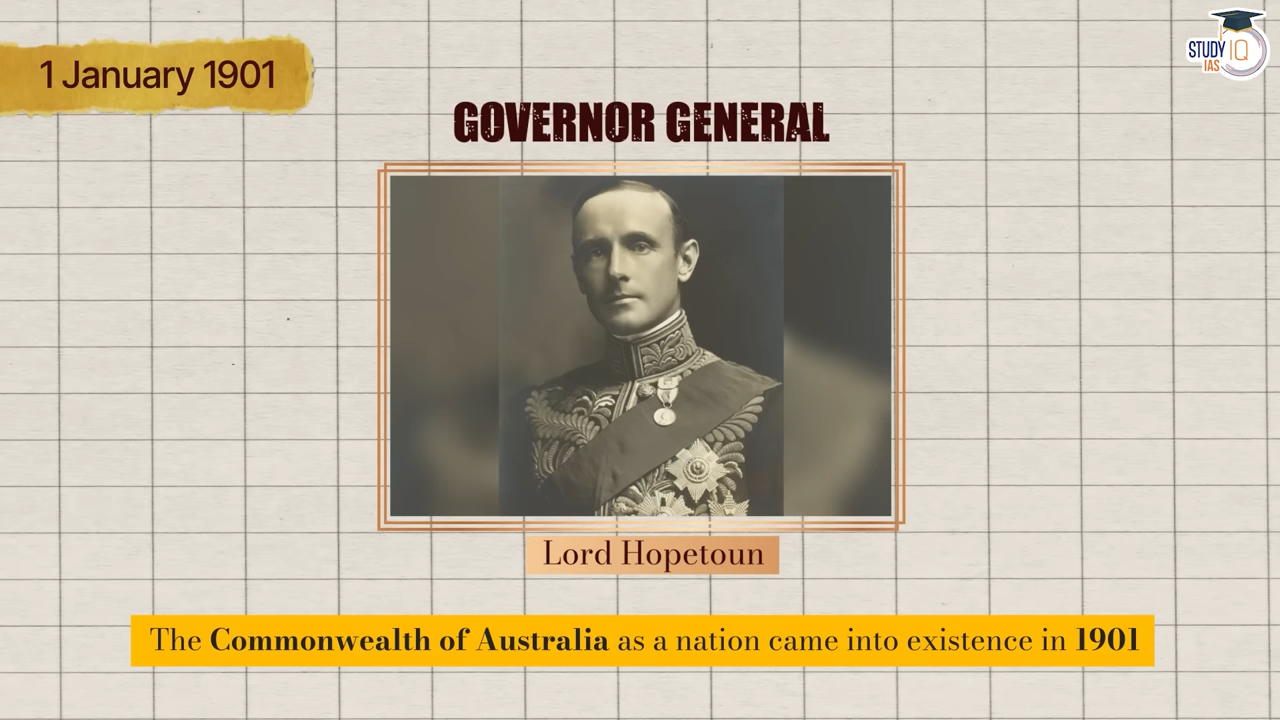 1 January 1901
STUDY IQ
IAS
GOVERNOR GENERAL
Lord Hopetoun
The Commonwealth of Australia as a nation came into existence in 1901